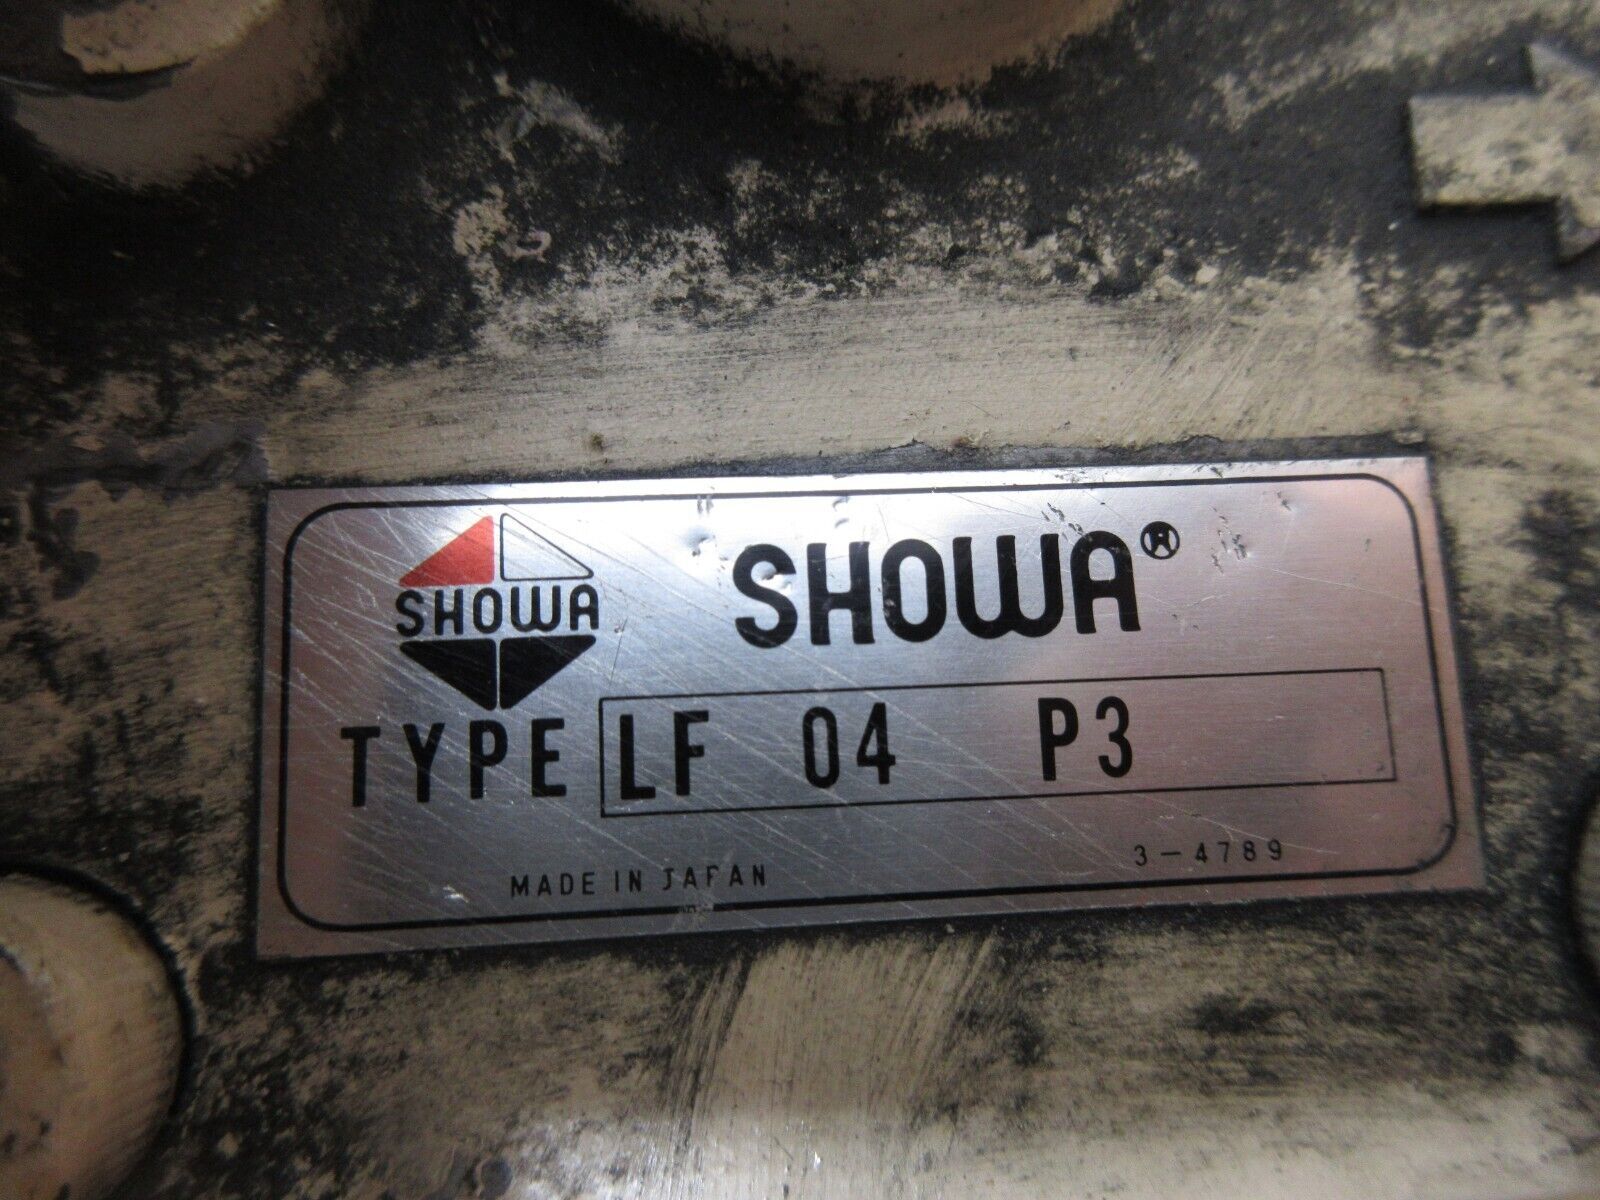 SHOWA
SHOWA®
TYPE LF 04 P3
3-4789
MADE IN JAPAN